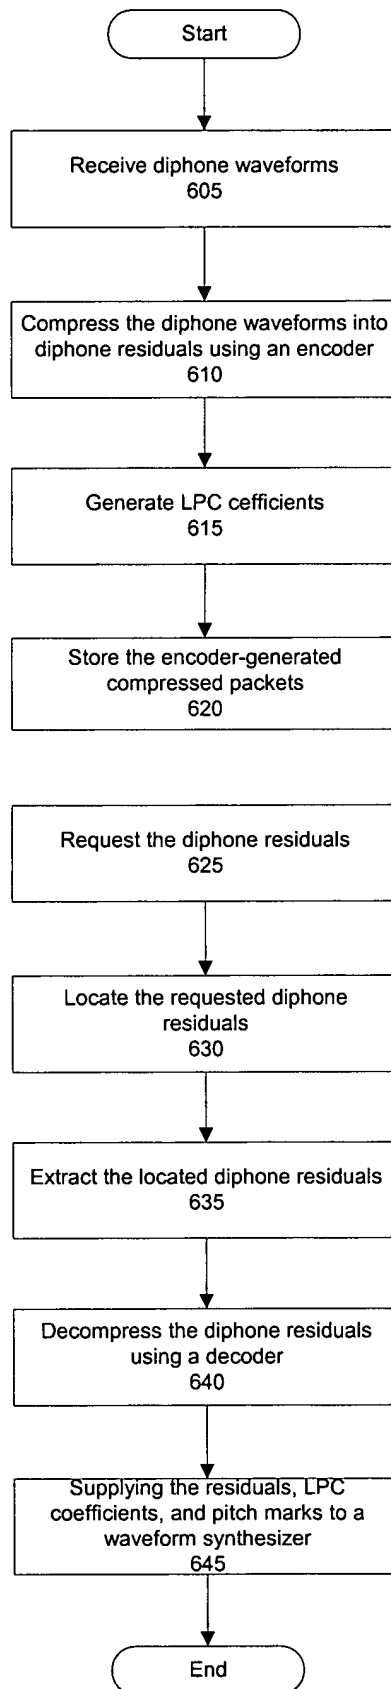 Start
Receive diphone waveforms
605
Compress the diphone waveforms into
diphone residuals using an encoder
610
Generate LPC cefficients
615
Store the encoder-generated
compressed packets
620
Request the diphone residuals
625
Locate the requested diphone
residuals
630
Extract the located diphone residuals
635
Decompress the diphone residuals
using a decoder
640
Supplying the residuals, LPC
coefficients, and pitch marks to a
waveform synthesizer
645
End